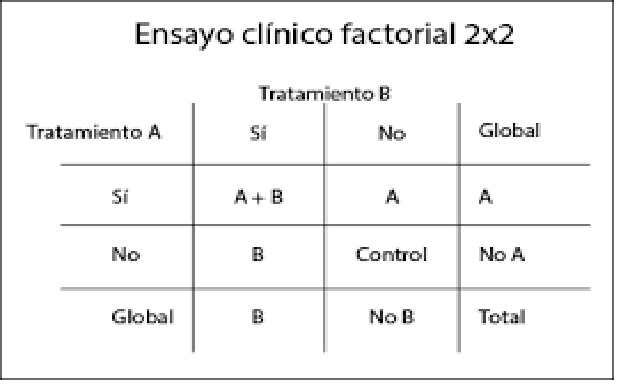 Ensayo clínico factorial 2x2
Tratamiento B
Tratamiento A Sí No Global
Sí A + B A A
No B Control No A
Global B No B Total